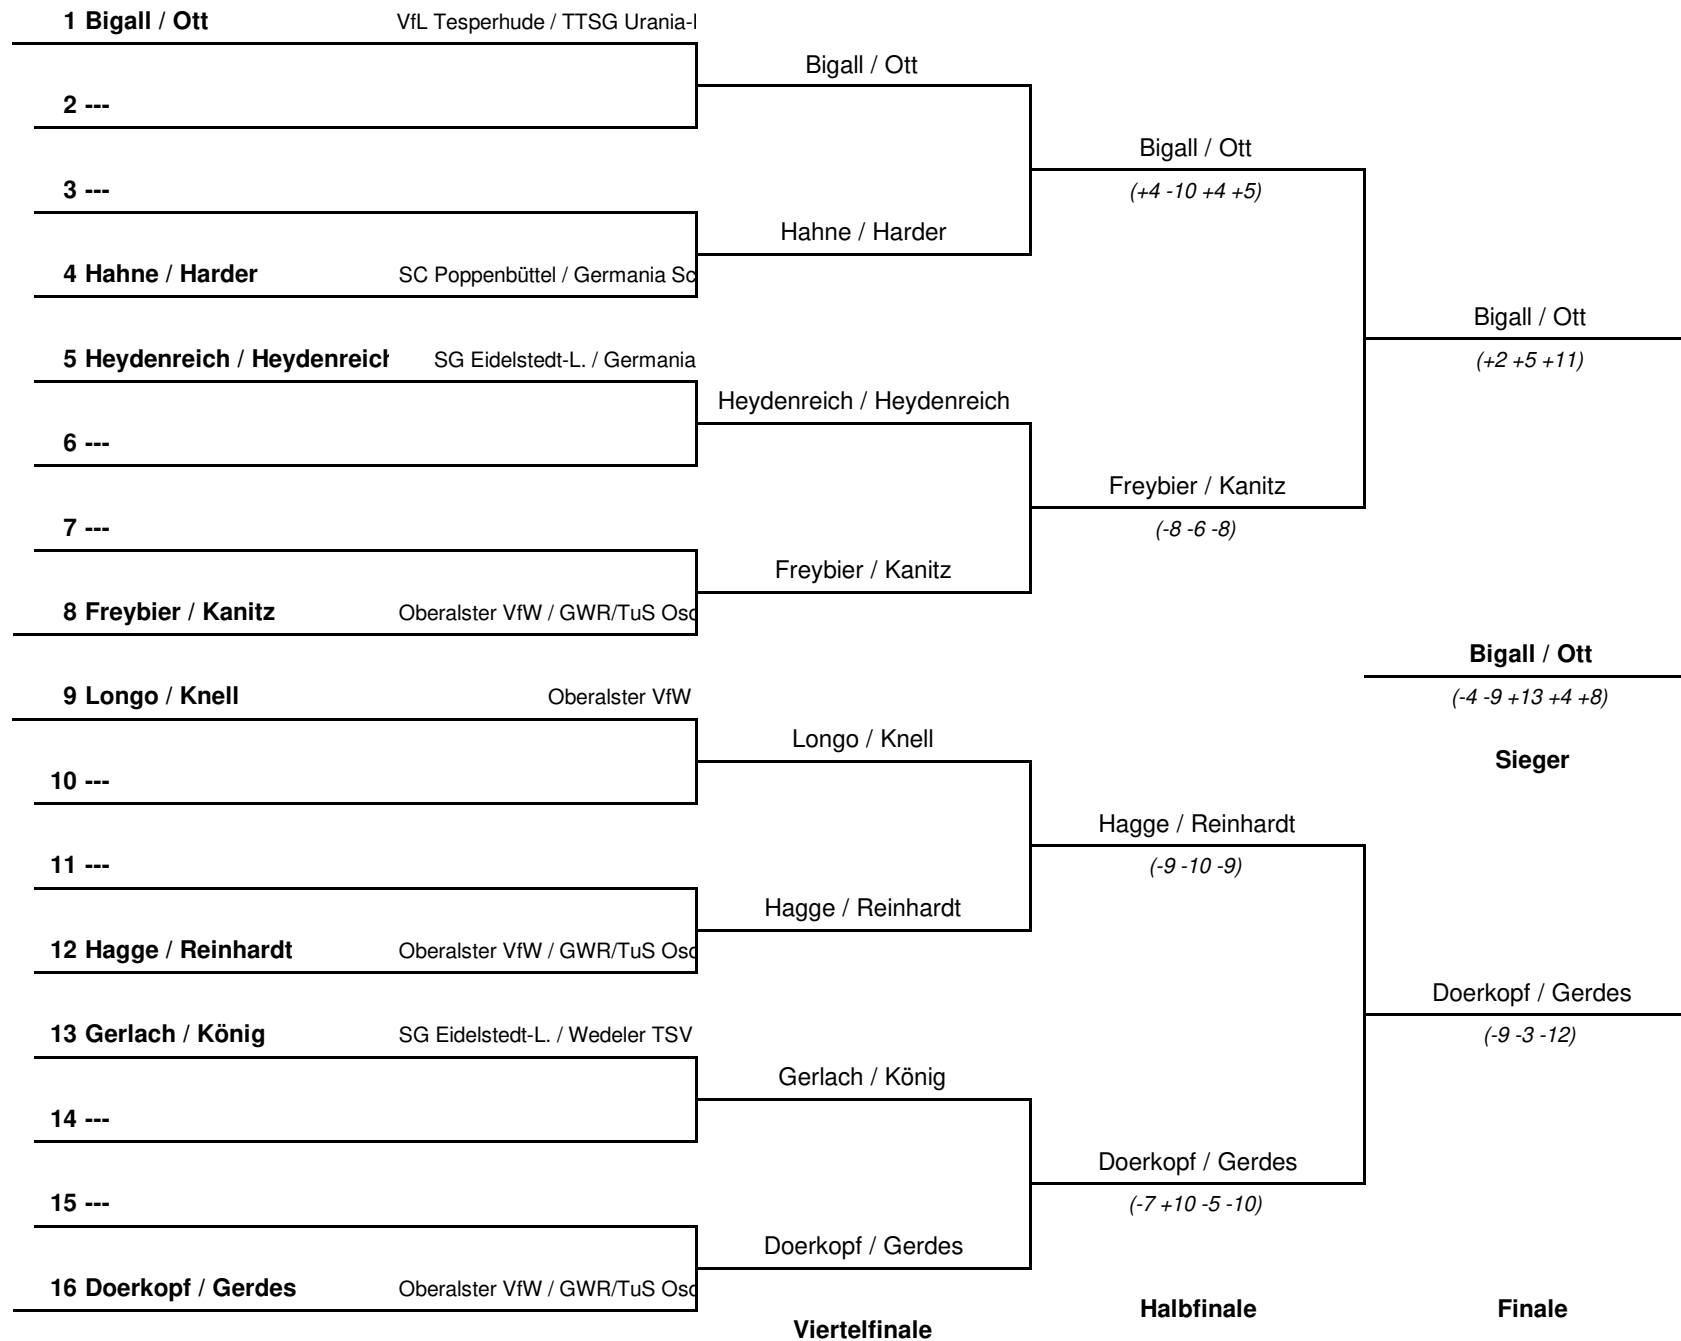 1 Bigall / Ott VfL Tesperhude / TTSG Urania-
Bigall / Ott
2 ---
Bigall / Ott
3 ---
(+4 -10 +4 +5)
Hahne / Harder
4 Hahne / Harder SC Poppenbüttel / Germania Sc
Bigall / Ott
5 Heydenreich / Heydenreich SG Eidelstedt-L. / Germania
(+2 +5 +11)
Heydenreich / Heydenreich
6 ---
Freybier / Kanitz
7 ---
(-8 -6 -8)
Freybier / Kanitz
8 Freybier / Kanitz Oberalster VfW / GWR/TuS Osd
Bigall / Ott
9 Longo / Knell Oberalster VfW
(-4 -9 +13 +4 +8)
Longo / Knell
Sieger
10 ---
Hagge / Reinhardt
11 ---
(-9 -10 -9)
Hagge / Reinhardt
12 Hagge / Reinhardt Oberalster VfW / GWR/TuS Osd
Doerkopf / Gerdes
13 Gerlach / König SG Eidelstedt-L. / Wedeler TSV
(-9 -3 -12)
Gerlach / König
14 ---
Doerkopf / Gerdes
15 ---
(-7 +10 -5 -10)
Doerkopf / Gerdes
16 Doerkopf / Gerdes Oberalster VfW / GWR/TuS Osd
Viertelfinale
Halbfinale
Finale